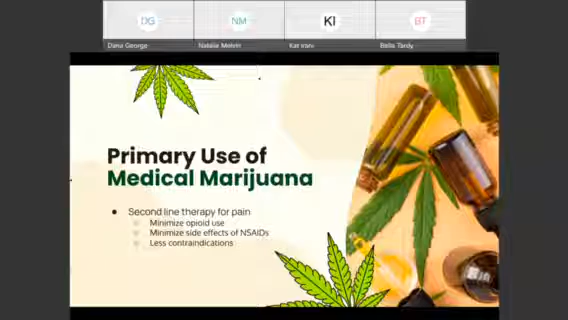 DG
NM
KI
BT
Dana George
Natalie Melvin
Kat Irani
Bella Tardy
Primary Use of
Medical Marijuana
Second line therapy for pain
Minimize opioid use
Minimize side effects of NSAIDs
Less contraindications